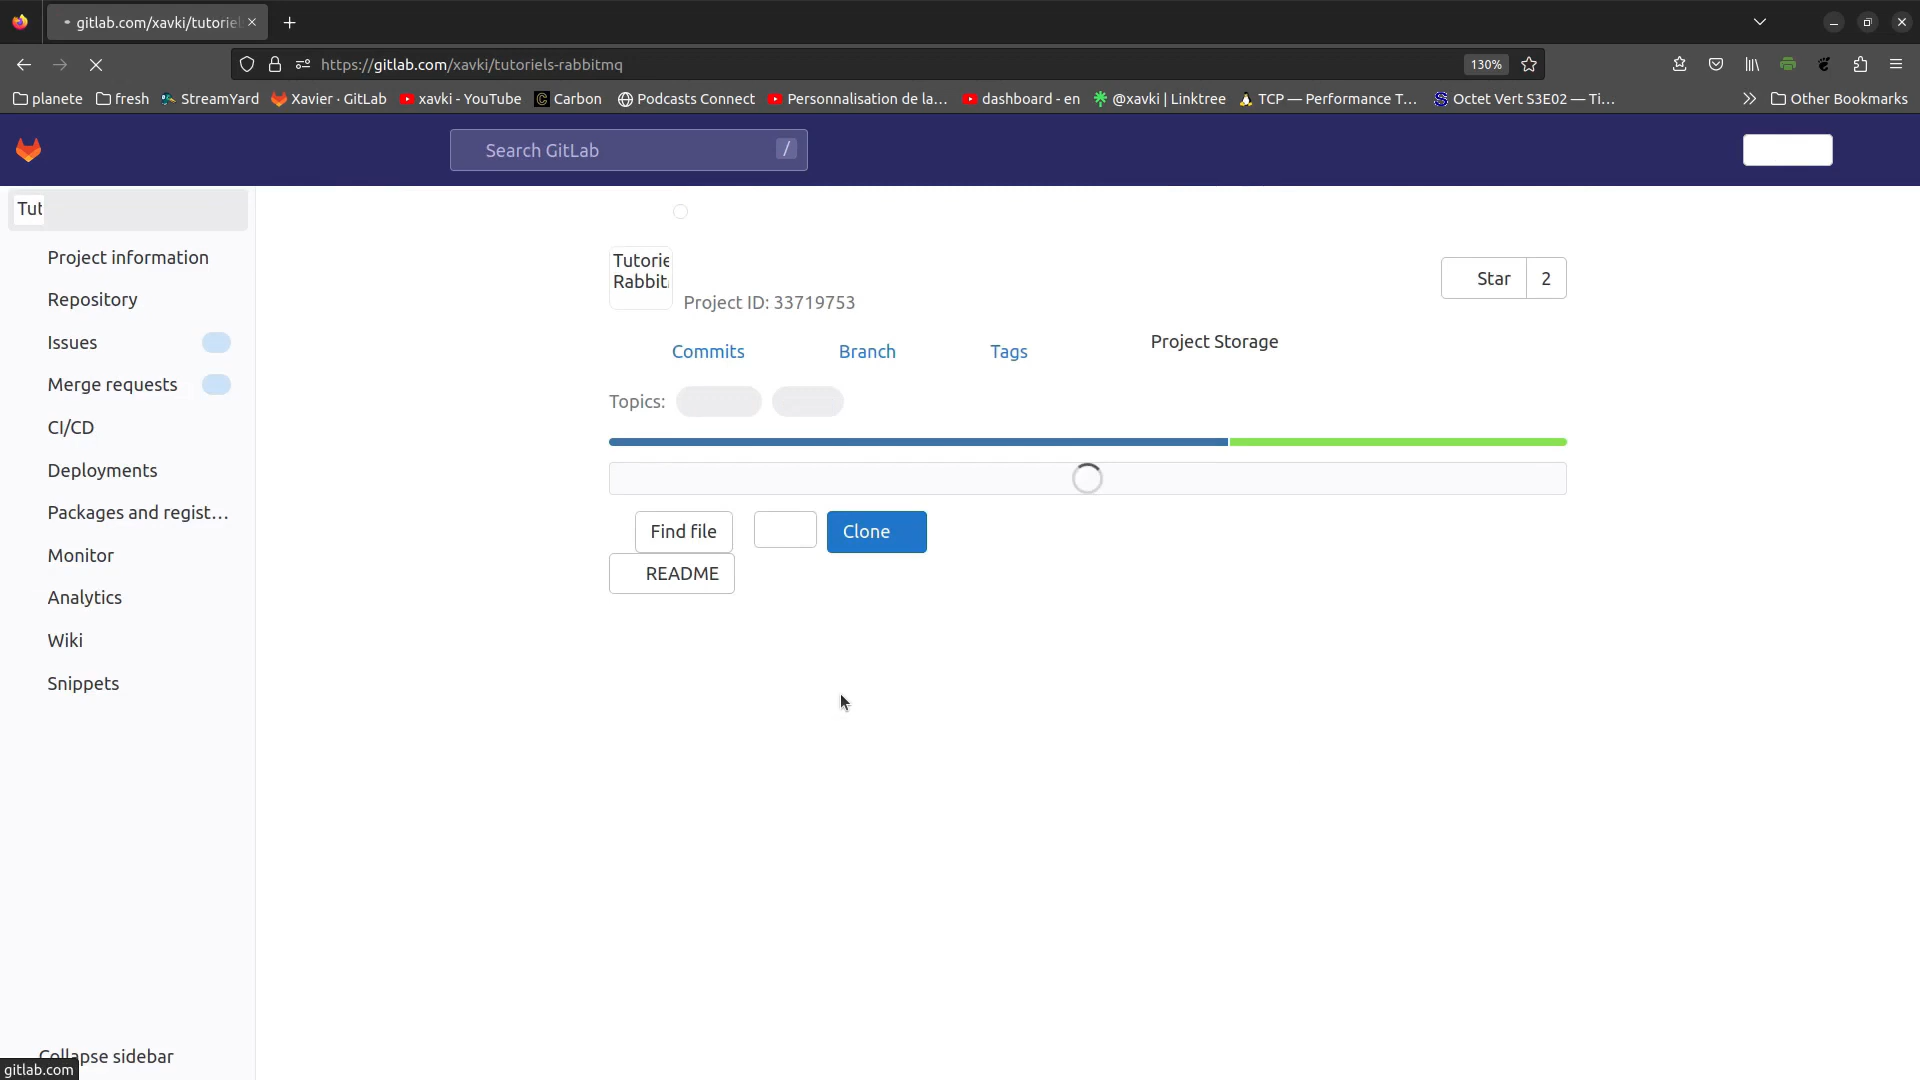 gitlab.com/xavki/tutoriel
https://gitlab.com/xavki/tutoriels-rabbitmq
130%
planete
fresh
StreamYard
Xavier · GitLab
xavki - YouTube
Carbon
Podcasts Connect
Personnalisation de la…
dashboard - en
@xavki | Linktree
TCP — Performance T…
Octet Vert S3E02 — Ti…
Other Bookmarks
Search GitLab
/
Tut
Project information
Repository
Issues
Merge requests
CI/CD
Deployments
Packages and regist…
Monitor
Analytics
Wiki
Snippets
Collapse sidebar
gitlab.com
Tutorie
Rabbit
Project ID: 33719753
Star
2
Commits
Branch
Tags
Project Storage
Topics:
Find file
Clone
README